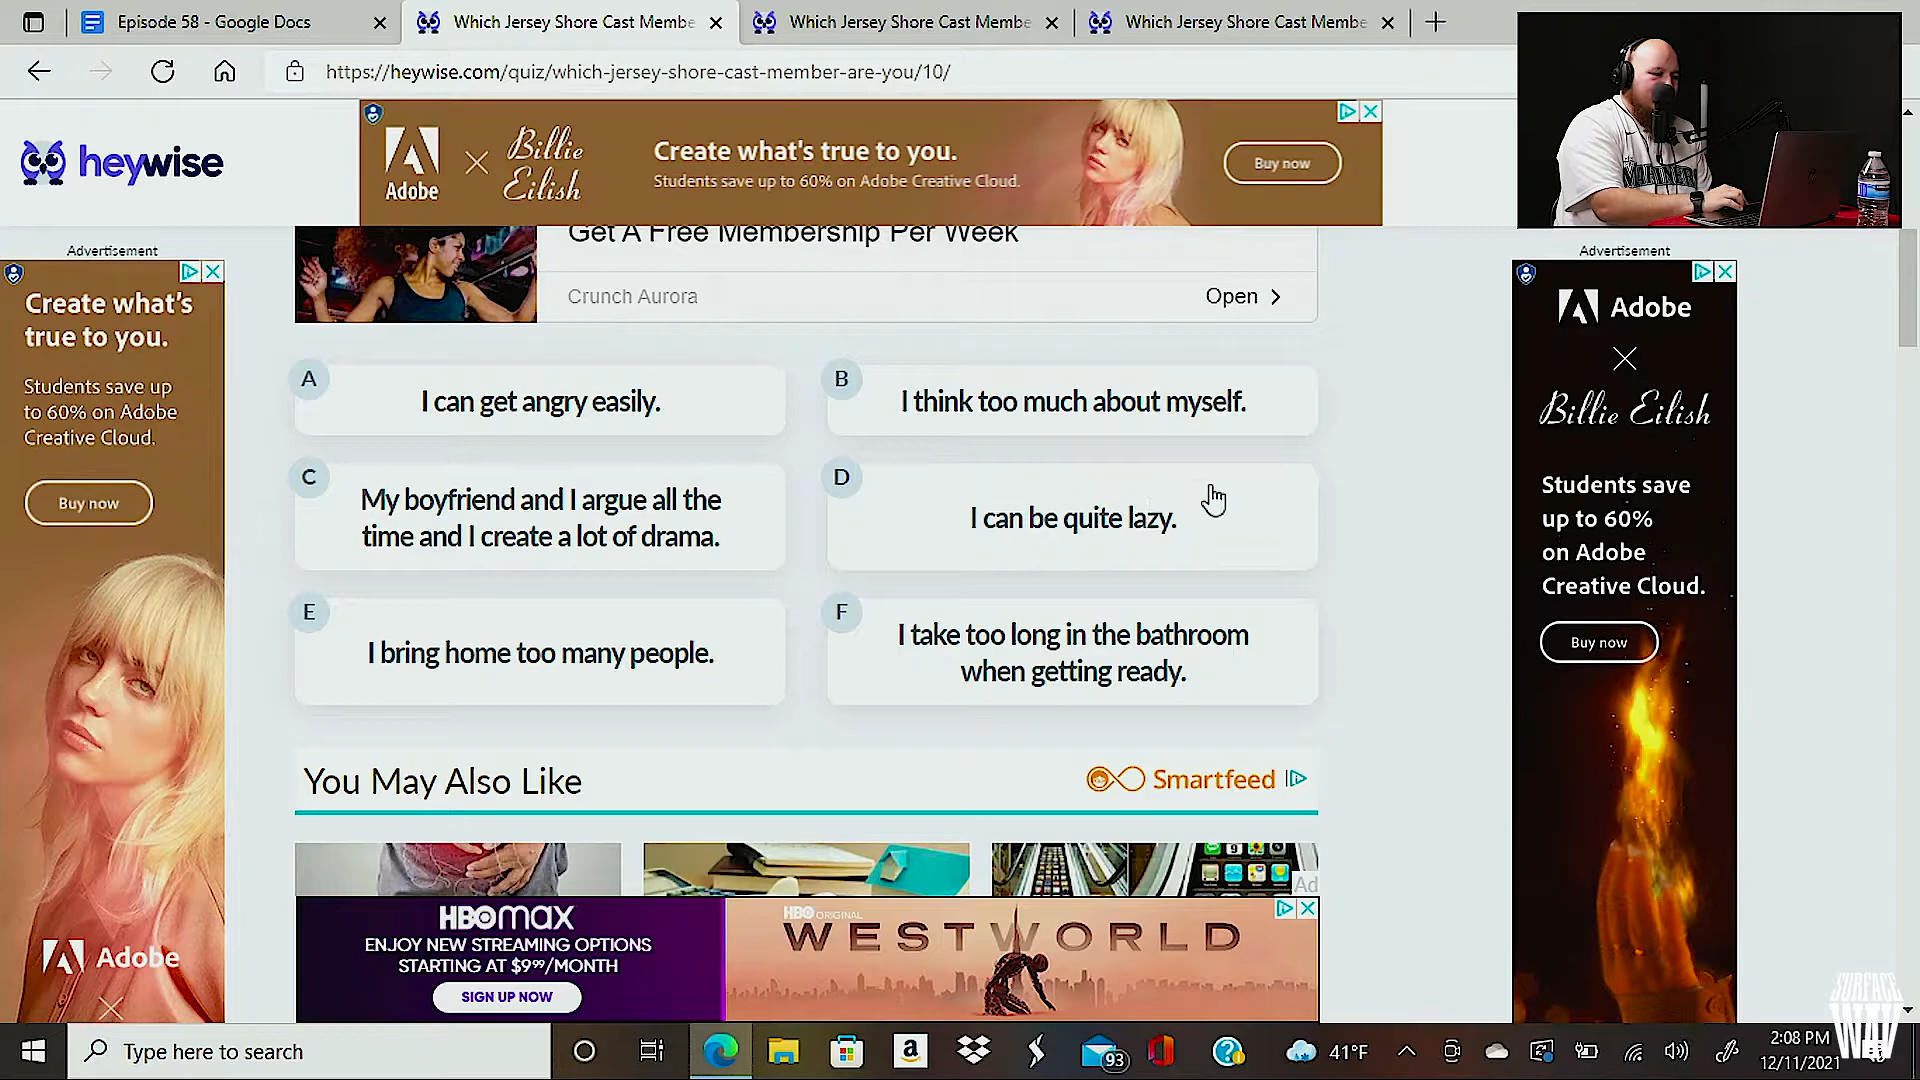 Episode 58 - Google Docs
Which Jersey Shore Cast Membe
Which Jersey Shore Cast Membe
Which Jersey Shore Cast Membe
https://heywise.com/quiz/which-jersey-shore-cast-member-are-you/10/
heywise
Adobe
Billie
Eilish
Create what's true to you.
Students save up to 60% on Adobe Creative Cloud.
Buy now
Advertisement
Create what's
true to you.
Students save up
to 60% on Adobe
Creative Cloud.
Buy now
Adobe
Get A Free Membership Per Week
Crunch Aurora
Open
A
I can get angry easily.
B
I think too much about myself.
C
My boyfriend and I argue all the
time and I create a lot of drama.
D
I can be quite lazy.
E
I bring home too many people.
F
I take too long in the bathroom
when getting ready.
You May Also Like
Smartfeed
Ad
HBOMAX
ENJOY NEW STREAMING OPTIONS
STARTING AT $9.99/MONTH
SIGN UP NOW
HBO ORIGINAL
WESTWORLD
Advertisement
Adobe
Billie Eilish
Students save
up to 60%
on Adobe
Creative Cloud.
Buy now
SURFACE
WAV
Type here to search
93
41°F
2:08 PM
12/11/2021